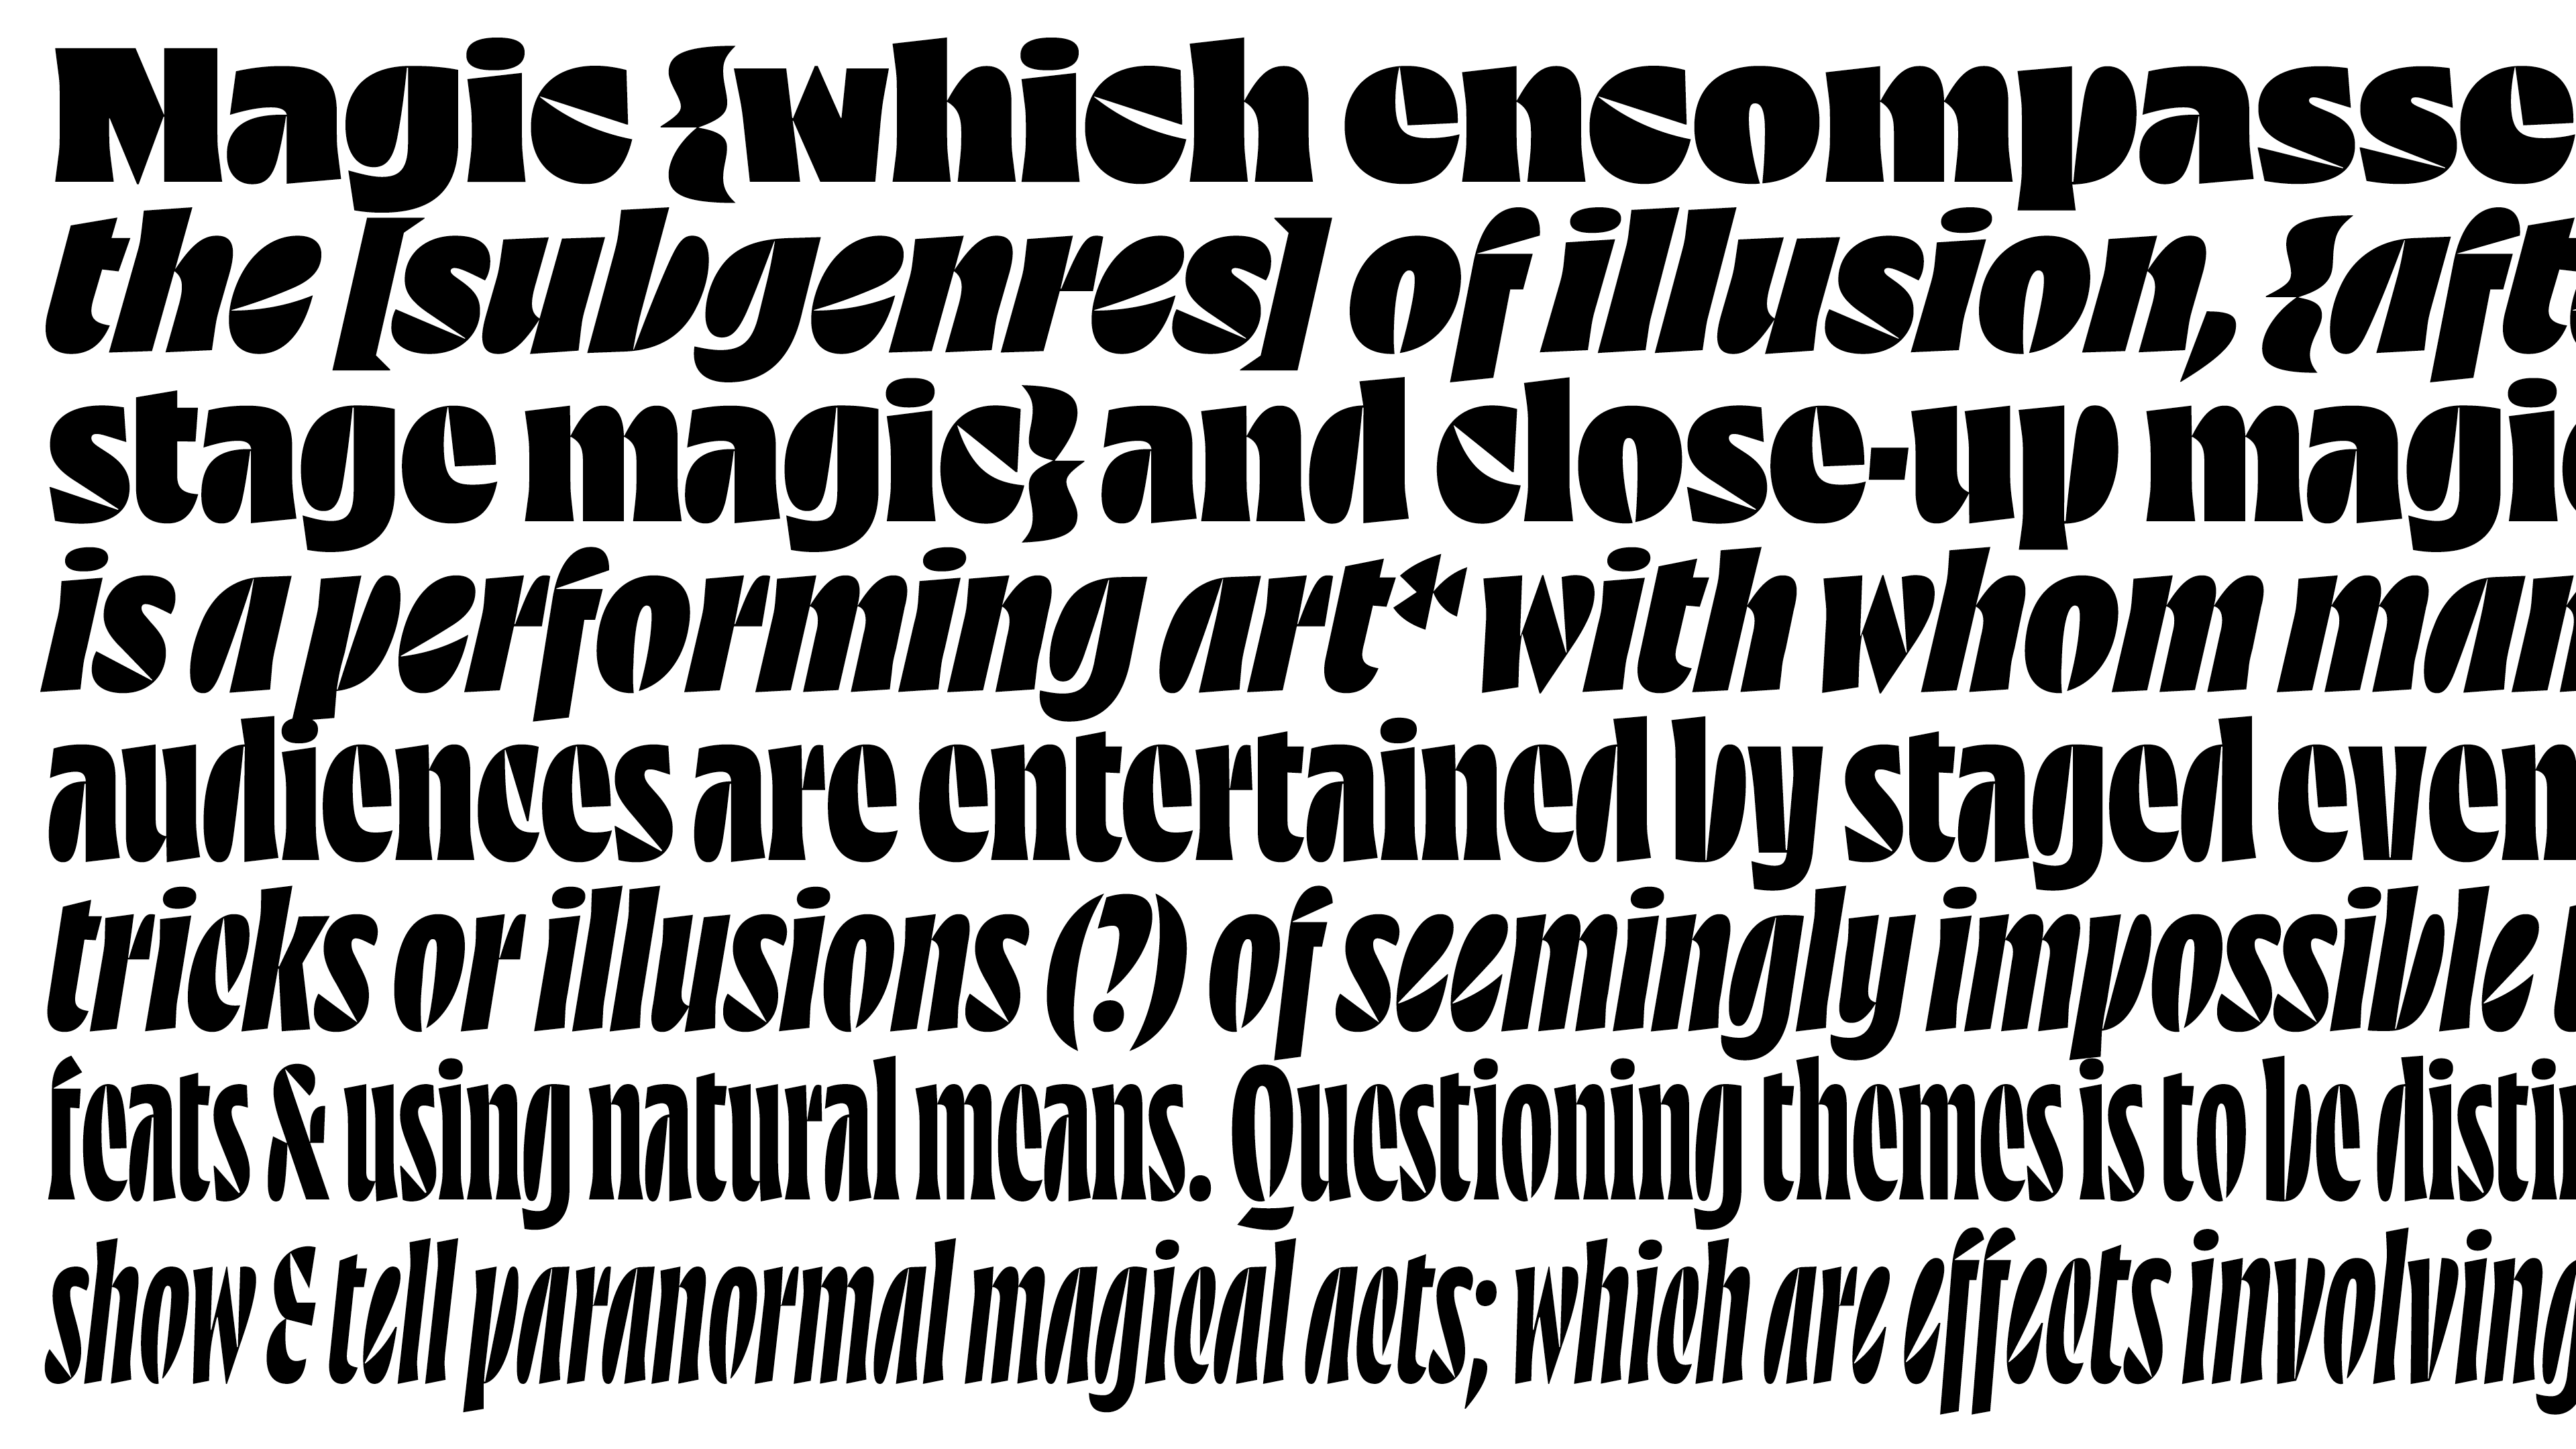 Magic {which encompasse
the [subgenres] of illusion, {afte
stage magic} and close-up magic
is a performing art* with whom man
audiences are entertained by staged even
tricks or illusions (?) of seemingly impossible
feats & using natural means. Questioning themes is to be distin
show & tell paranormal magical acts; which are effects involving